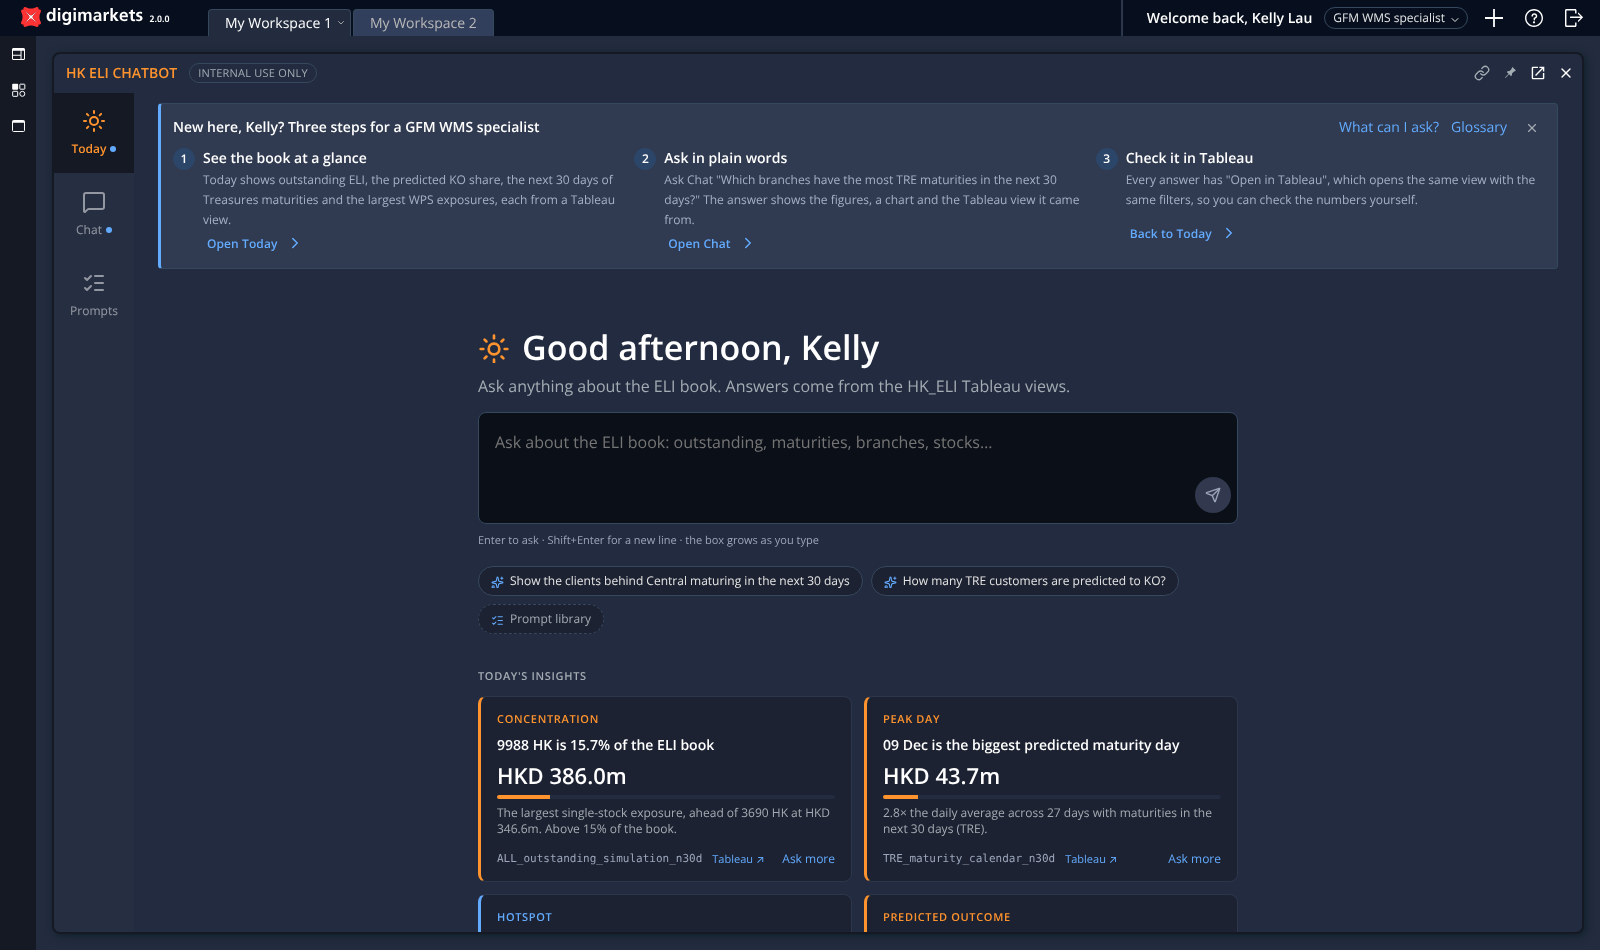 digimarkets 2.0.0
My Workspace 1
My Workspace 2
Welcome back, Kelly Lau
GFM WMS specialist
HK ELI CHATBOT
INTERNAL USE ONLY
Today
Chat
Prompts
New here, Kelly? Three steps for a GFM WMS specialist
What can I ask?
Glossary
1
See the book at a glance
Today shows outstanding ELI, the predicted KO share, the next 30 days of
Treasures maturities and the largest WPS exposures, each from a Tableau
view.
Open Today
2
Ask in plain words
Ask Chat "Which branches have the most TRE maturities in the next 30
days?" The answer shows the figures, a chart and the Tableau view it came
from.
Open Chat
3
Check it in Tableau
Every answer has "Open in Tableau", which opens the same view with the
same filters, so you can check the numbers yourself.
Back to Today
Good afternoon, Kelly
Ask anything about the ELI book. Answers come from the HK_ELI Tableau views.
Ask about the ELI book: outstanding, maturities, branches, stocks...
Enter to ask · Shift+Enter for a new line · the box grows as you type
Show the clients behind Central maturing in the next 30 days
How many TRE customers are predicted to KO?
Prompt library
TODAY'S INSIGHTS
CONCENTRATION
9988 HK is 15.7% of the ELI book
HKD 386.0m
The largest single-stock exposure, ahead of 3690 HK at HKD
346.6m. Above 15% of the book.
ALL_outstanding_simulation_n30d
Tableau ↗
Ask more
PEAK DAY
09 Dec is the biggest predicted maturity day
HKD 43.7m
2.8× the daily average across 27 days with maturities in the
next 30 days (TRE).
TRE_maturity_calendar_n30d
Tableau ↗
Ask more
HOTSPOT
PREDICTED OUTCOME